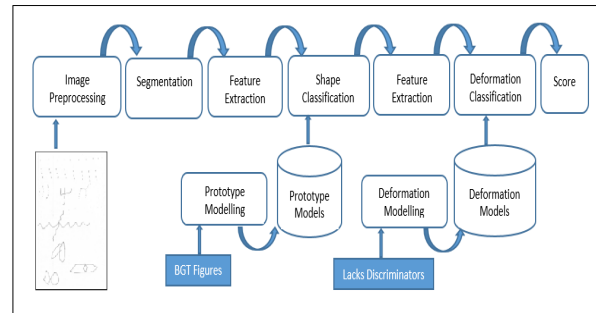 Image
Preprocessing
Segmentation
Feature
Extraction
Shape
Classification
Feature
Extraction
Deformation
Classification
Score
Prototype
Modelling
Prototype
Models
Deformation
Modelling
Deformation
Models
BGT Figures
Lacks Discriminators